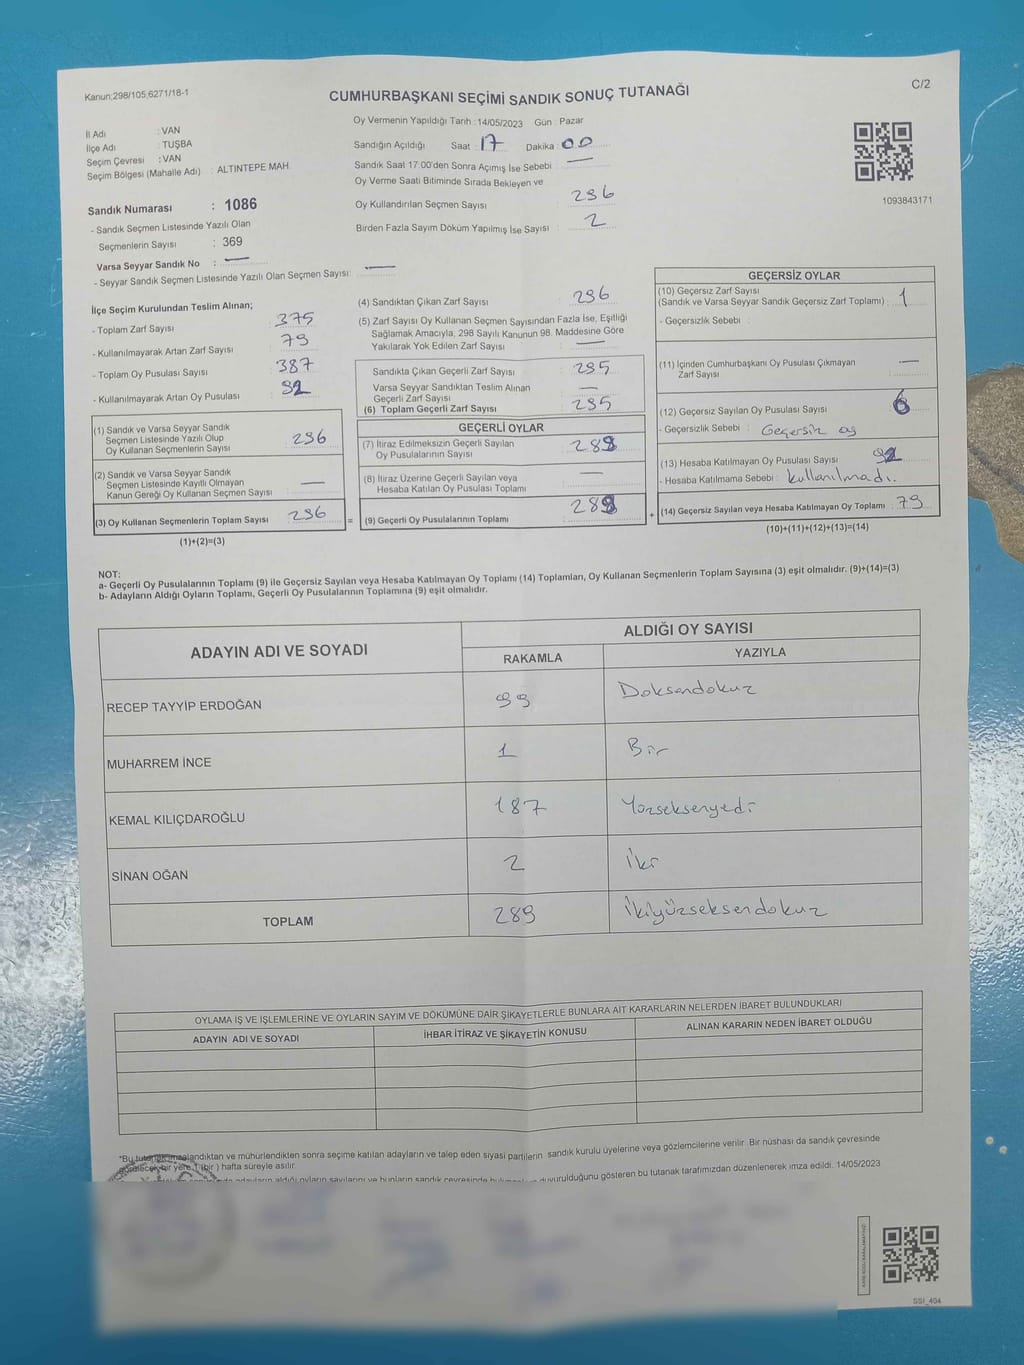 Kanun;298/105,6271/18-1
CUMHURBAŞKANI SEÇİMİ SANDIK SONUÇ TUTANAĞI
C/2
Oy Vermenin Yapıldığı Tarih : 14/05/2023 Gün : Pazar
İl Adı : VAN
İlçe Adı : TUŞBA
Seçim Çevresi : VAN
Seçim Bölgesi (Mahalle Adı) : ALTINTEPE MAH.
Sandığın Açıldığı Saat : 17 Dakika : 00
Sandık Saat 17:00'den Sonra Açımış İse Sebebi : —
Oy Verme Saati Bitiminde Sırada Bekleyen ve
Oy Kullandırılan Seçmen Sayısı : 296
Birden Fazla Sayım Döküm Yapılmış İse Sayısı : 2
1093843171
Sandık Numarası : 1086
- Sandık Seçmen Listesinde Yazılı Olan
Seçmenlerin Sayısı : 369
Varsa Seyyar Sandık No : —
- Seyyar Sandık Seçmen Listesinde Yazılı Olan Seçmen Sayısı: —
İlçe Seçim Kurulundan Teslim Alınan;
- Toplam Zarf Sayısı : 375
- Kullanılmayarak Artan Zarf Sayısı : 79
- Toplam Oy Pusulası Sayısı : 387
- Kullanılmayarak Artan Oy Pusulası :
(1) Sandık ve Varsa Seyyar Sandık
Seçmen Listesinde Yazılı Olup
Oy Kullanan Seçmenlerin Sayısı : 296
(2) Sandık ve Varsa Seyyar Sandık
Seçmen Listesinde Kayıtlı Olmayan
Kanun Gereği Oy Kullanan Seçmen Sayısı : —
(3) Oy Kullanan Seçmenlerin Toplam Sayısı : 296
(1)+(2)=(3)
(4) Sandıktan Çıkan Zarf Sayısı : 296
(5) Zarf Sayısı Oy Kullanan Seçmen Sayısından Fazla İse, Eşitliği
Sağlamak Amacıyla, 298 Sayılı Kanunun 98. Maddesine Göre
Yakılarak Yok Edilen Zarf Sayısı : —
Sandıkta Çıkan Geçerli Zarf Sayısı : 295
Varsa Seyyar Sandıktan Teslim Alınan
Geçerli Zarf Sayısı : —
(6) Toplam Geçerli Zarf Sayısı : 295
GEÇERLİ OYLAR
(7) İtiraz Edilmeksizin Geçerli Sayılan
Oy Pusulalarının Sayısı : 289
(8) İtiraz Üzerine Geçerli Sayılan veya
Hesaba Katılan Oy Pusulası Toplamı : —
= (9) Geçerli Oy Pusulalarının Toplamı : 289
GEÇERSİZ OYLAR
(10) Geçersiz Zarf Sayısı
(Sandık ve Varsa Seyyar Sandık Geçersiz Zarf Toplamı) : 1
- Geçersizlik Sebebi :
(11) İçinden Cumhurbaşkanı Oy Pusulası Çıkmayan
Zarf Sayısı : —
(12) Geçersiz Sayılan Oy Pusulası Sayısı : 6
- Geçersizlik Sebebi : Geçersiz oy
(13) Hesaba Katılmayan Oy Pusulası Sayısı :
- Hesaba Katılmama Sebebi : kullanılmadı.
+ (14) Geçersiz Sayılan veya Hesaba Katılmayan Oy Toplamı : 79
(10)+(11)+(12)+(13)=(14)
NOT:
a- Geçerli Oy Pusulalarının Toplamı (9) ile Geçersiz Sayılan veya Hesaba Katılmayan Oy Toplamı (14) Toplamları, Oy Kullanan Seçmenlerin Toplam Sayısına (3) eşit olmalıdır. (9)+(14)=(3)
b- Adayların Aldığı Oyların Toplamı, Geçerli Oy Pusulalarının Toplamına (9) eşit olmalıdır.
ADAYIN ADI VE SOYADI
ALDIĞI OY SAYISI
RAKAMLA YAZIYLA
RECEP TAYYİP ERDOĞAN 99 Doksandokuz
MUHARREM İNCE 1 Bir
KEMAL KILIÇDAROĞLU 187 Yüzseksenyedi
SİNAN OĞAN 2 İki
TOPLAM 289 İkiyüzseksendokuz
OYLAMA İŞ VE İŞLEMLERİNE VE OYLARIN SAYIM VE DÖKÜMÜNE DAİR ŞİKAYETLERLE BUNLARA AİT KARARLARIN NELERDEN İBARET BULUNDUKLARI
ADAYIN ADI VE SOYADI İHBAR İTİRAZ VE ŞİKAYETİN KONUSU ALINAN KARARIN NEDEN İBARET OLDUĞU
*Bu tutanak imzalandıktan ve mühürlendikten sonra seçime katılan adayların ve talep eden siyasi partilerin sandık kurulu üyelerine veya gözlemcilerine verilir .Bir nüshası da sandık çevresinde
görülecek bir yere 1 (bir ) hafta süreyle asılır.
adayların aldığı oyların sayılarını ve bunların sandık çevresinde duyurulduğunu gösteren bu tutanak tarafımızdan düzenlenerek imza edildi. 14/05/2023
SSI_404